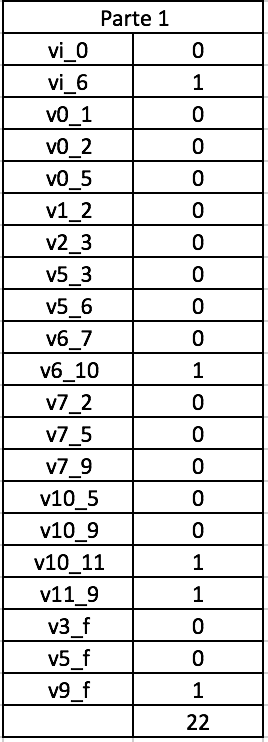 Parte 1
vi_0 0
vi_6 1
v0_1 0
v0_2 0
v0_5 0
v1_2 0
v2_3 0
v5_3 0
v5_6 0
v6_7 0
v6_10 1
v7_2 0
v7_5 0
v7_9 0
v10_5 0
v10_9 0
v10_11 1
v11_9 1
v3_f 0
v5_f 0
v9_f 1
22